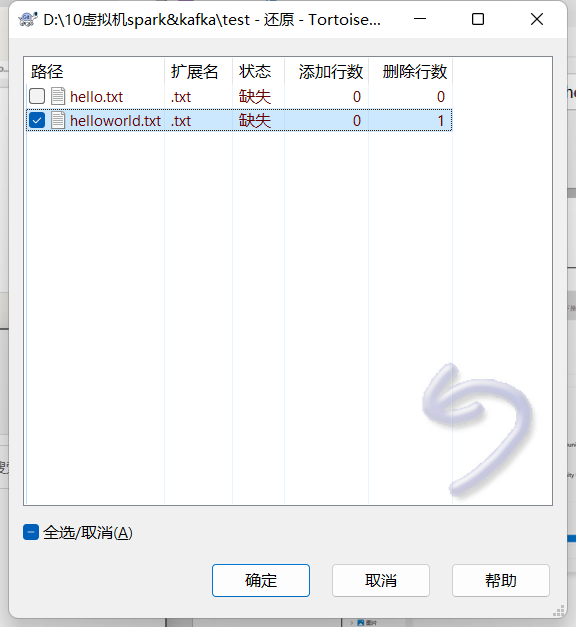 D:\10虚拟机spark&kafka\test - 还原 - Tortoise...
路径 扩展名 状态 添加行数 删除行数
hello.txt .txt 缺失 0 0
helloworld.txt .txt 缺失 0 1
全选/取消(A)
确定 取消 帮助
图片